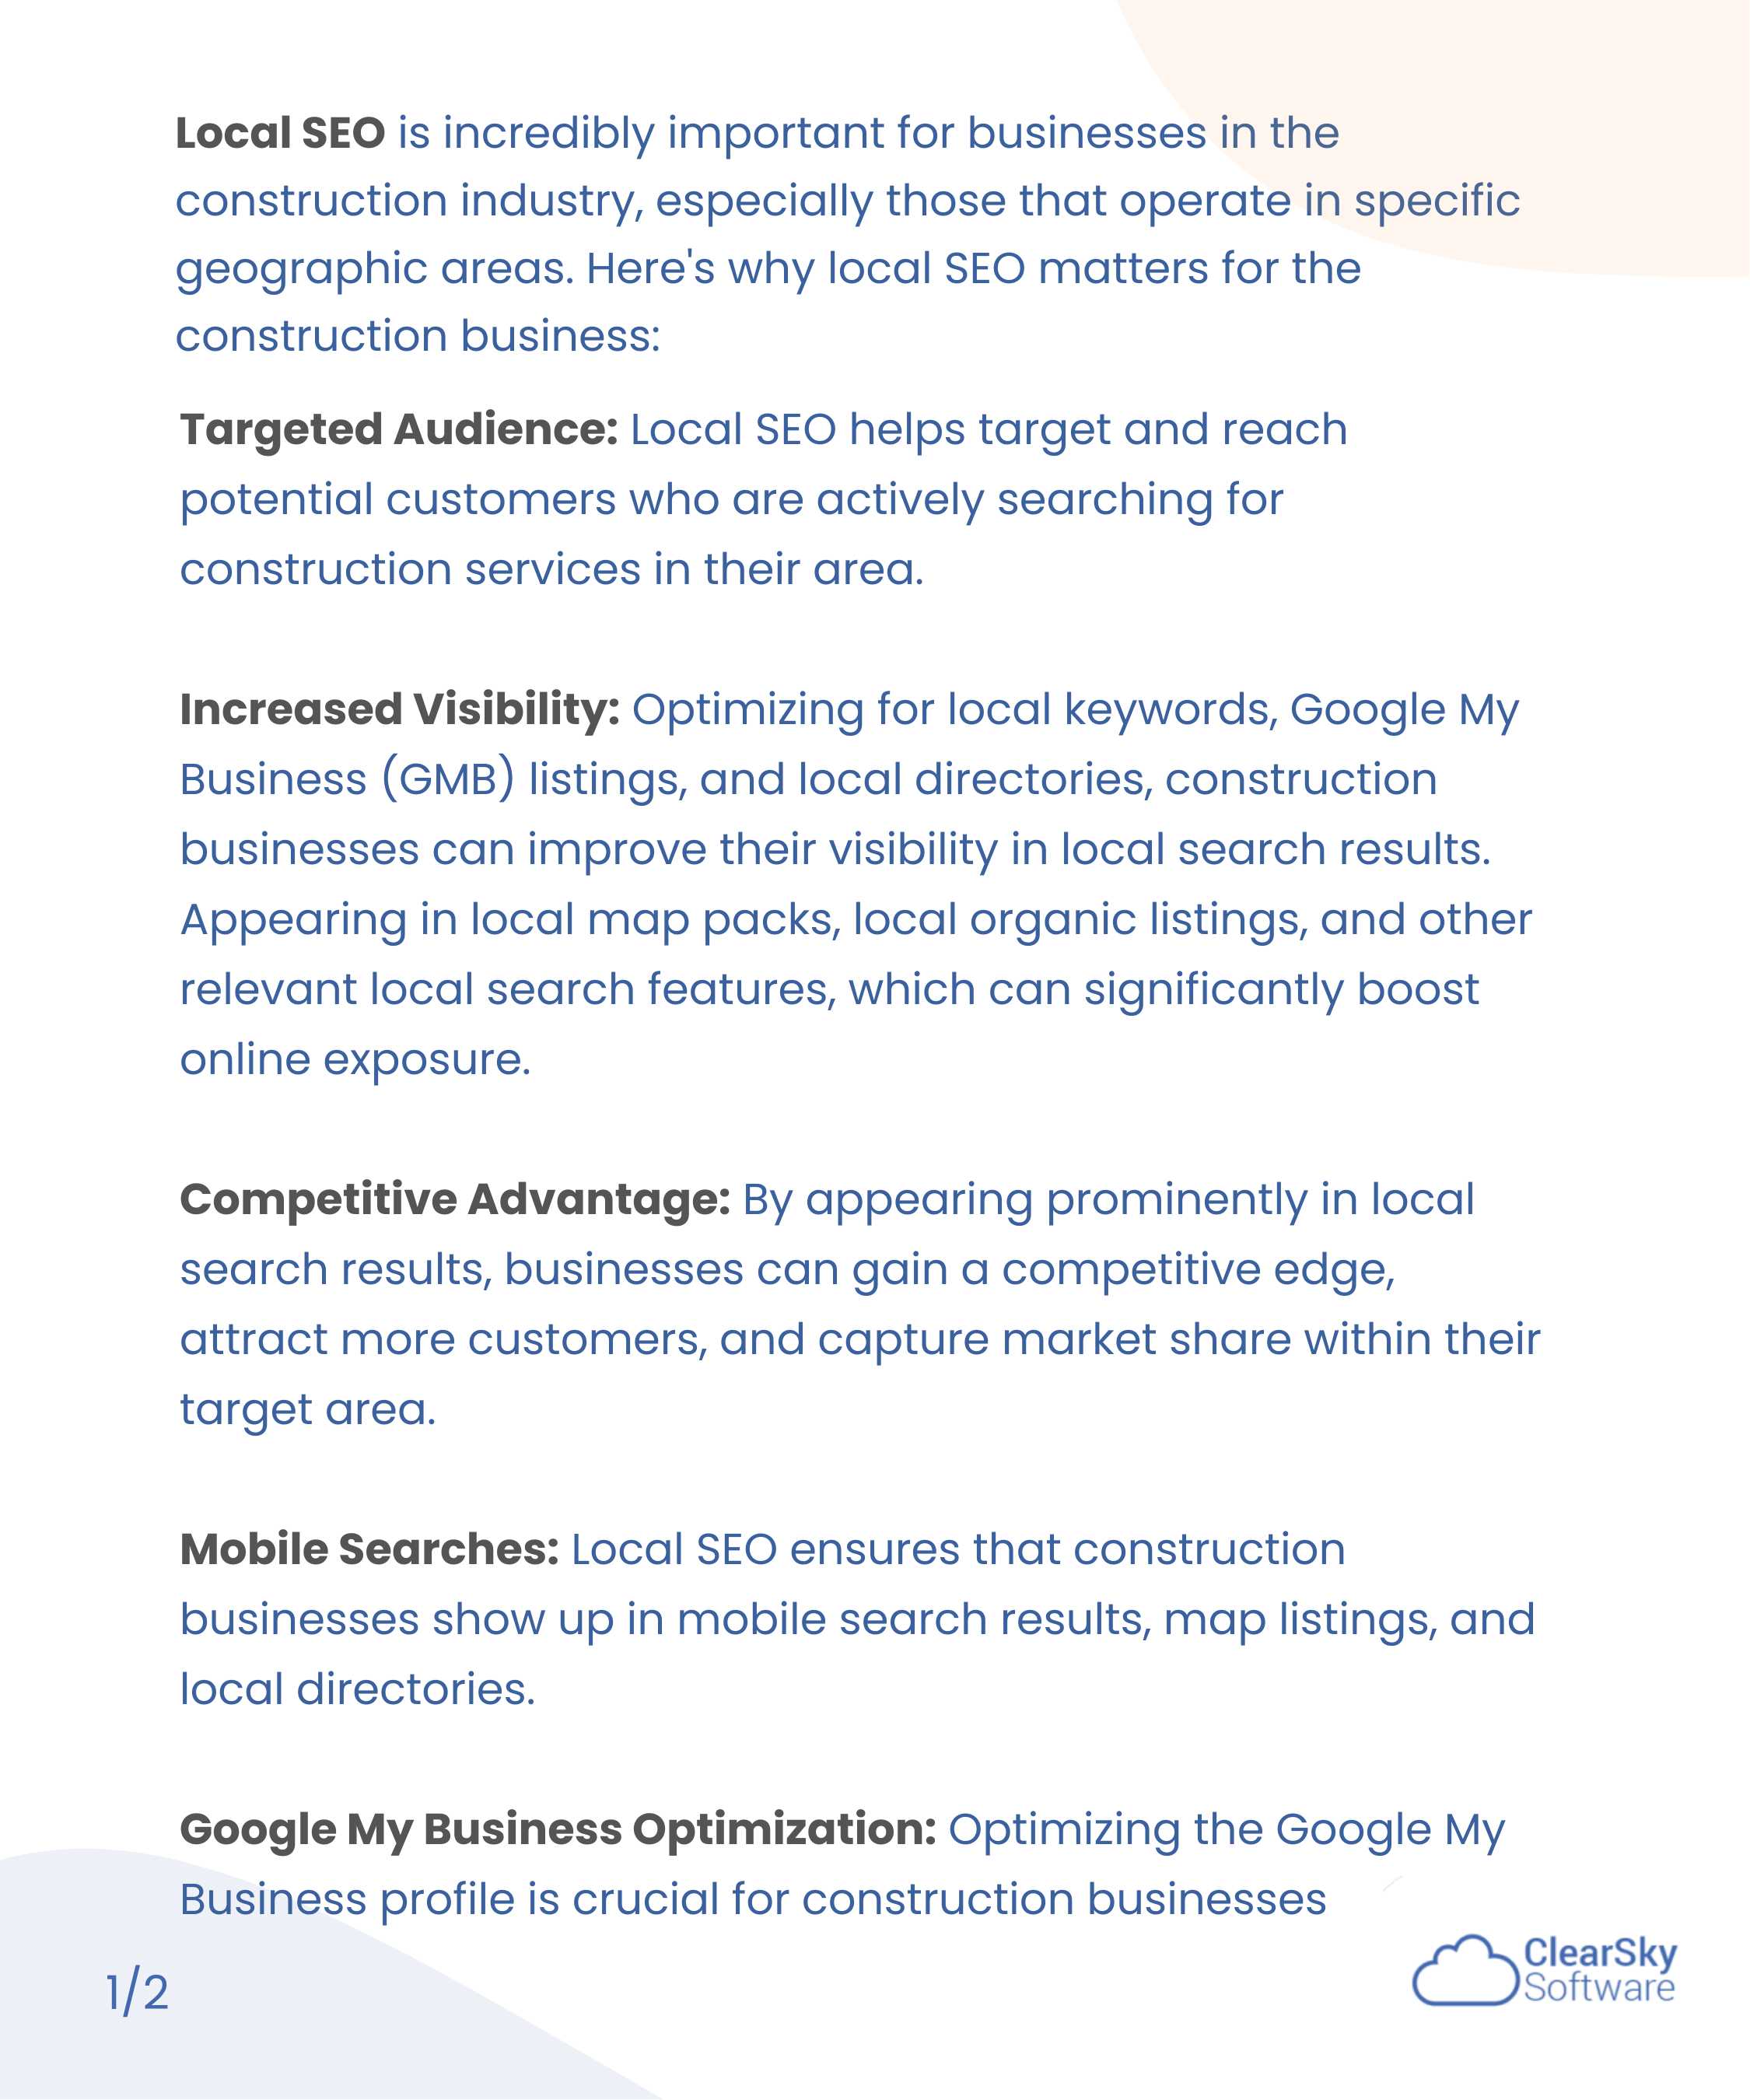 Local SEO is incredibly important for businesses in the
construction industry, especially those that operate in specific
geographic areas. Here's why local SEO matters for the
construction business:
Targeted Audience: Local SEO helps target and reach
potential customers who are actively searching for
construction services in their area.
Increased Visibility: Optimizing for local keywords, Google My
Business (GMB) listings, and local directories, construction
businesses can improve their visibility in local search results.
Appearing in local map packs, local organic listings, and other
relevant local search features, which can significantly boost
online exposure.
Competitive Advantage: By appearing prominently in local
search results, businesses can gain a competitive edge,
attract more customers, and capture market share within their
target area.
Mobile Searches: Local SEO ensures that construction
businesses show up in mobile search results, map listings, and
local directories.
Google My Business Optimization: Optimizing the Google My
Business profile is crucial for construction businesses
1/2
ClearSky
Software